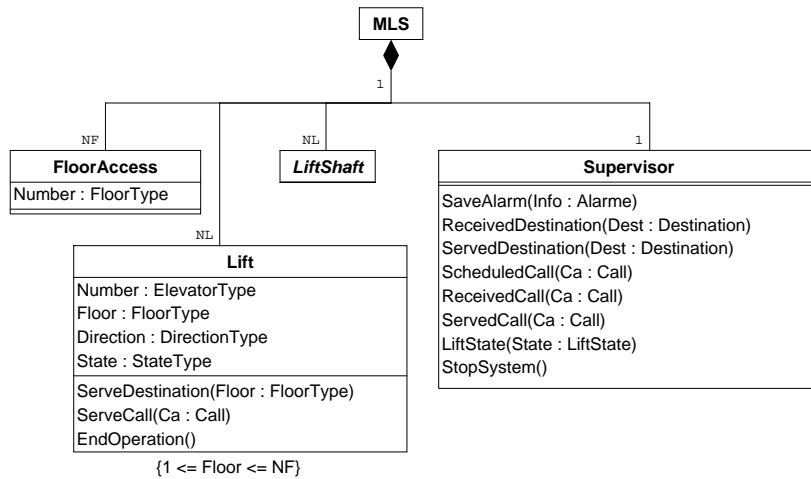 MLS
1
NF
FloorAccess
Number : FloorType
NL
LiftShaft
1
Supervisor
SaveAlarm(Info : Alarme)
ReceivedDestination(Dest : Destination)
ServedDestination(Dest : Destination)
ScheduledCall(Ca : Call)
ReceivedCall(Ca : Call)
ServedCall(Ca : Call)
LiftState(State : LiftState)
StopSystem()
NL
Lift
Number : ElevatorType
Floor : FloorType
Direction : DirectionType
State : StateType
ServeDestination(Floor : FloorType)
ServeCall(Ca : Call)
EndOperation()
{1 <= Floor <= NF}